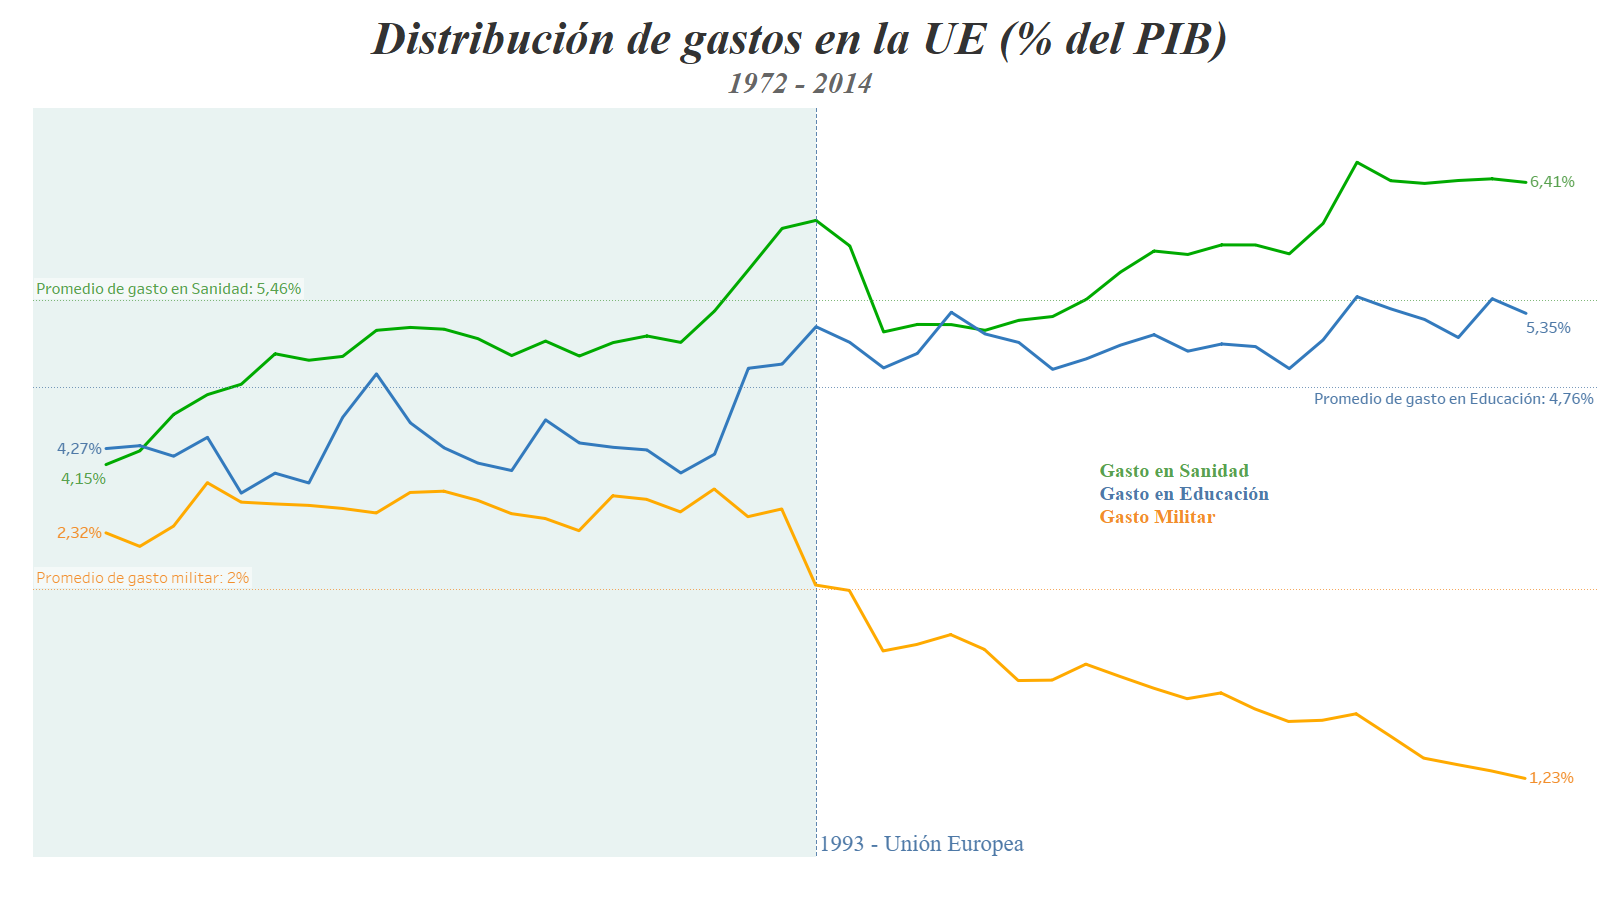 Distribución de gastos en la UE (% del PIB)
1972 - 2014
6,41%
Promedio de gasto en Sanidad: 5,46%
5,35%
Promedio de gasto en Educación: 4,76%
4,27%
4,15%
Gasto en Sanidad
Gasto en Educación
Gasto Militar
2,32%
Promedio de gasto militar: 2%
1,23%
1993 - Unión Europea